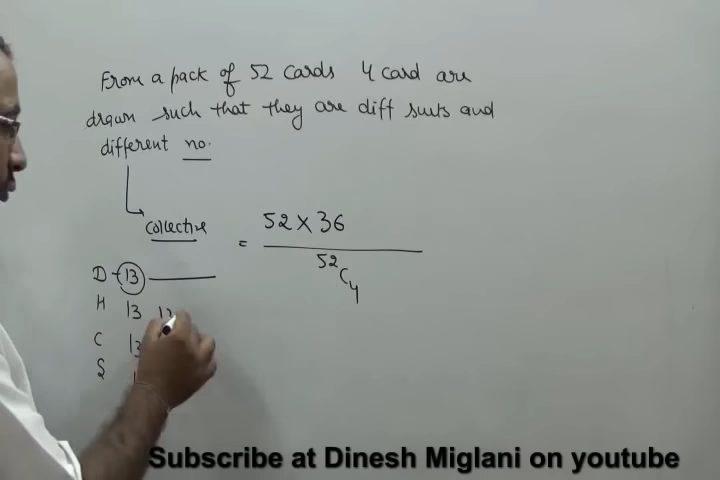 From a pack of 52 cards 4 card are
drawn such that they are diff suits and
different no.
collective = 52 × 36
52C4
D 13
H 13 12
C 13
S
Subscribe at Dinesh Miglani on youtube